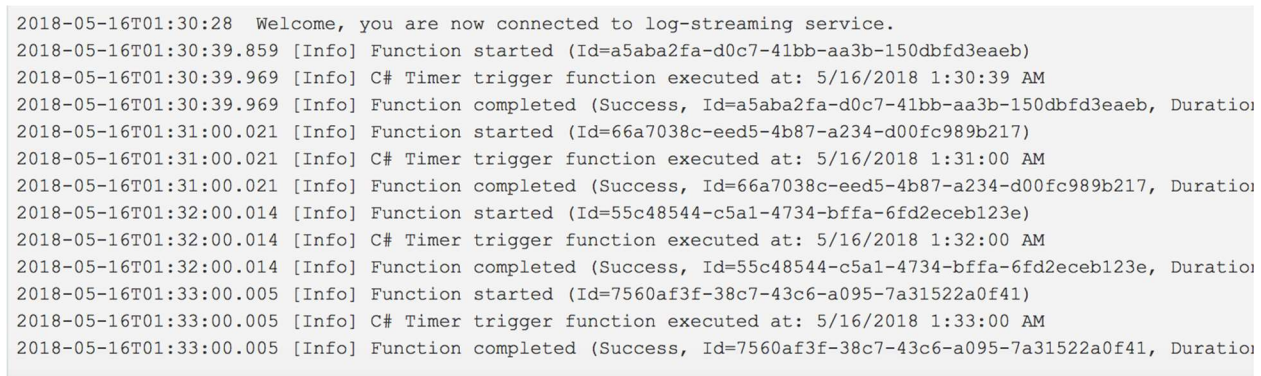 2018-05-16T01:30:28  Welcome, you are now connected to log-streaming service.
2018-05-16T01:30:39.859 [Info] Function started (Id=a5aba2fa-d0c7-41bb-aa3b-150dbfd3eaeb)
2018-05-16T01:30:39.969 [Info] C# Timer trigger function executed at: 5/16/2018 1:30:39 AM
2018-05-16T01:30:39.969 [Info] Function completed (Success, Id=a5aba2fa-d0c7-41bb-aa3b-150dbfd3eaeb, Duration
2018-05-16T01:31:00.021 [Info] Function started (Id=66a7038c-eed5-4b87-a234-d00fc989b217)
2018-05-16T01:31:00.021 [Info] C# Timer trigger function executed at: 5/16/2018 1:31:00 AM
2018-05-16T01:31:00.021 [Info] Function completed (Success, Id=66a7038c-eed5-4b87-a234-d00fc989b217, Duration
2018-05-16T01:32:00.014 [Info] Function started (Id=55c48544-c5a1-4734-bffa-6fd2eceb123e)
2018-05-16T01:32:00.014 [Info] C# Timer trigger function executed at: 5/16/2018 1:32:00 AM
2018-05-16T01:32:00.014 [Info] Function completed (Success, Id=55c48544-c5a1-4734-bffa-6fd2eceb123e, Duration
2018-05-16T01:33:00.005 [Info] Function started (Id=7560af3f-38c7-43c6-a095-7a31522a0f41)
2018-05-16T01:33:00.005 [Info] C# Timer trigger function executed at: 5/16/2018 1:33:00 AM
2018-05-16T01:33:00.005 [Info] Function completed (Success, Id=7560af3f-38c7-43c6-a095-7a31522a0f41, Duration